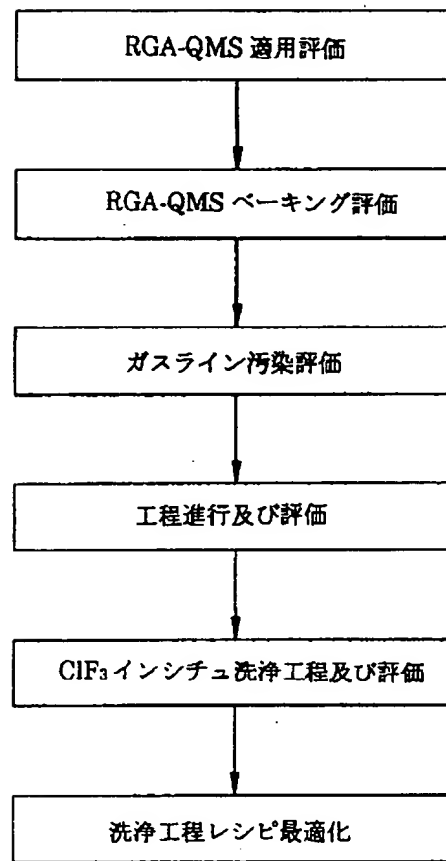 RGA-QMS 適用評価
RGA-QMS ベーキング評価
ガスライン汚染評価
工程進行及び評価
ClF₃ インシチュ洗浄工程及び評価
洗浄工程レシピ最適化